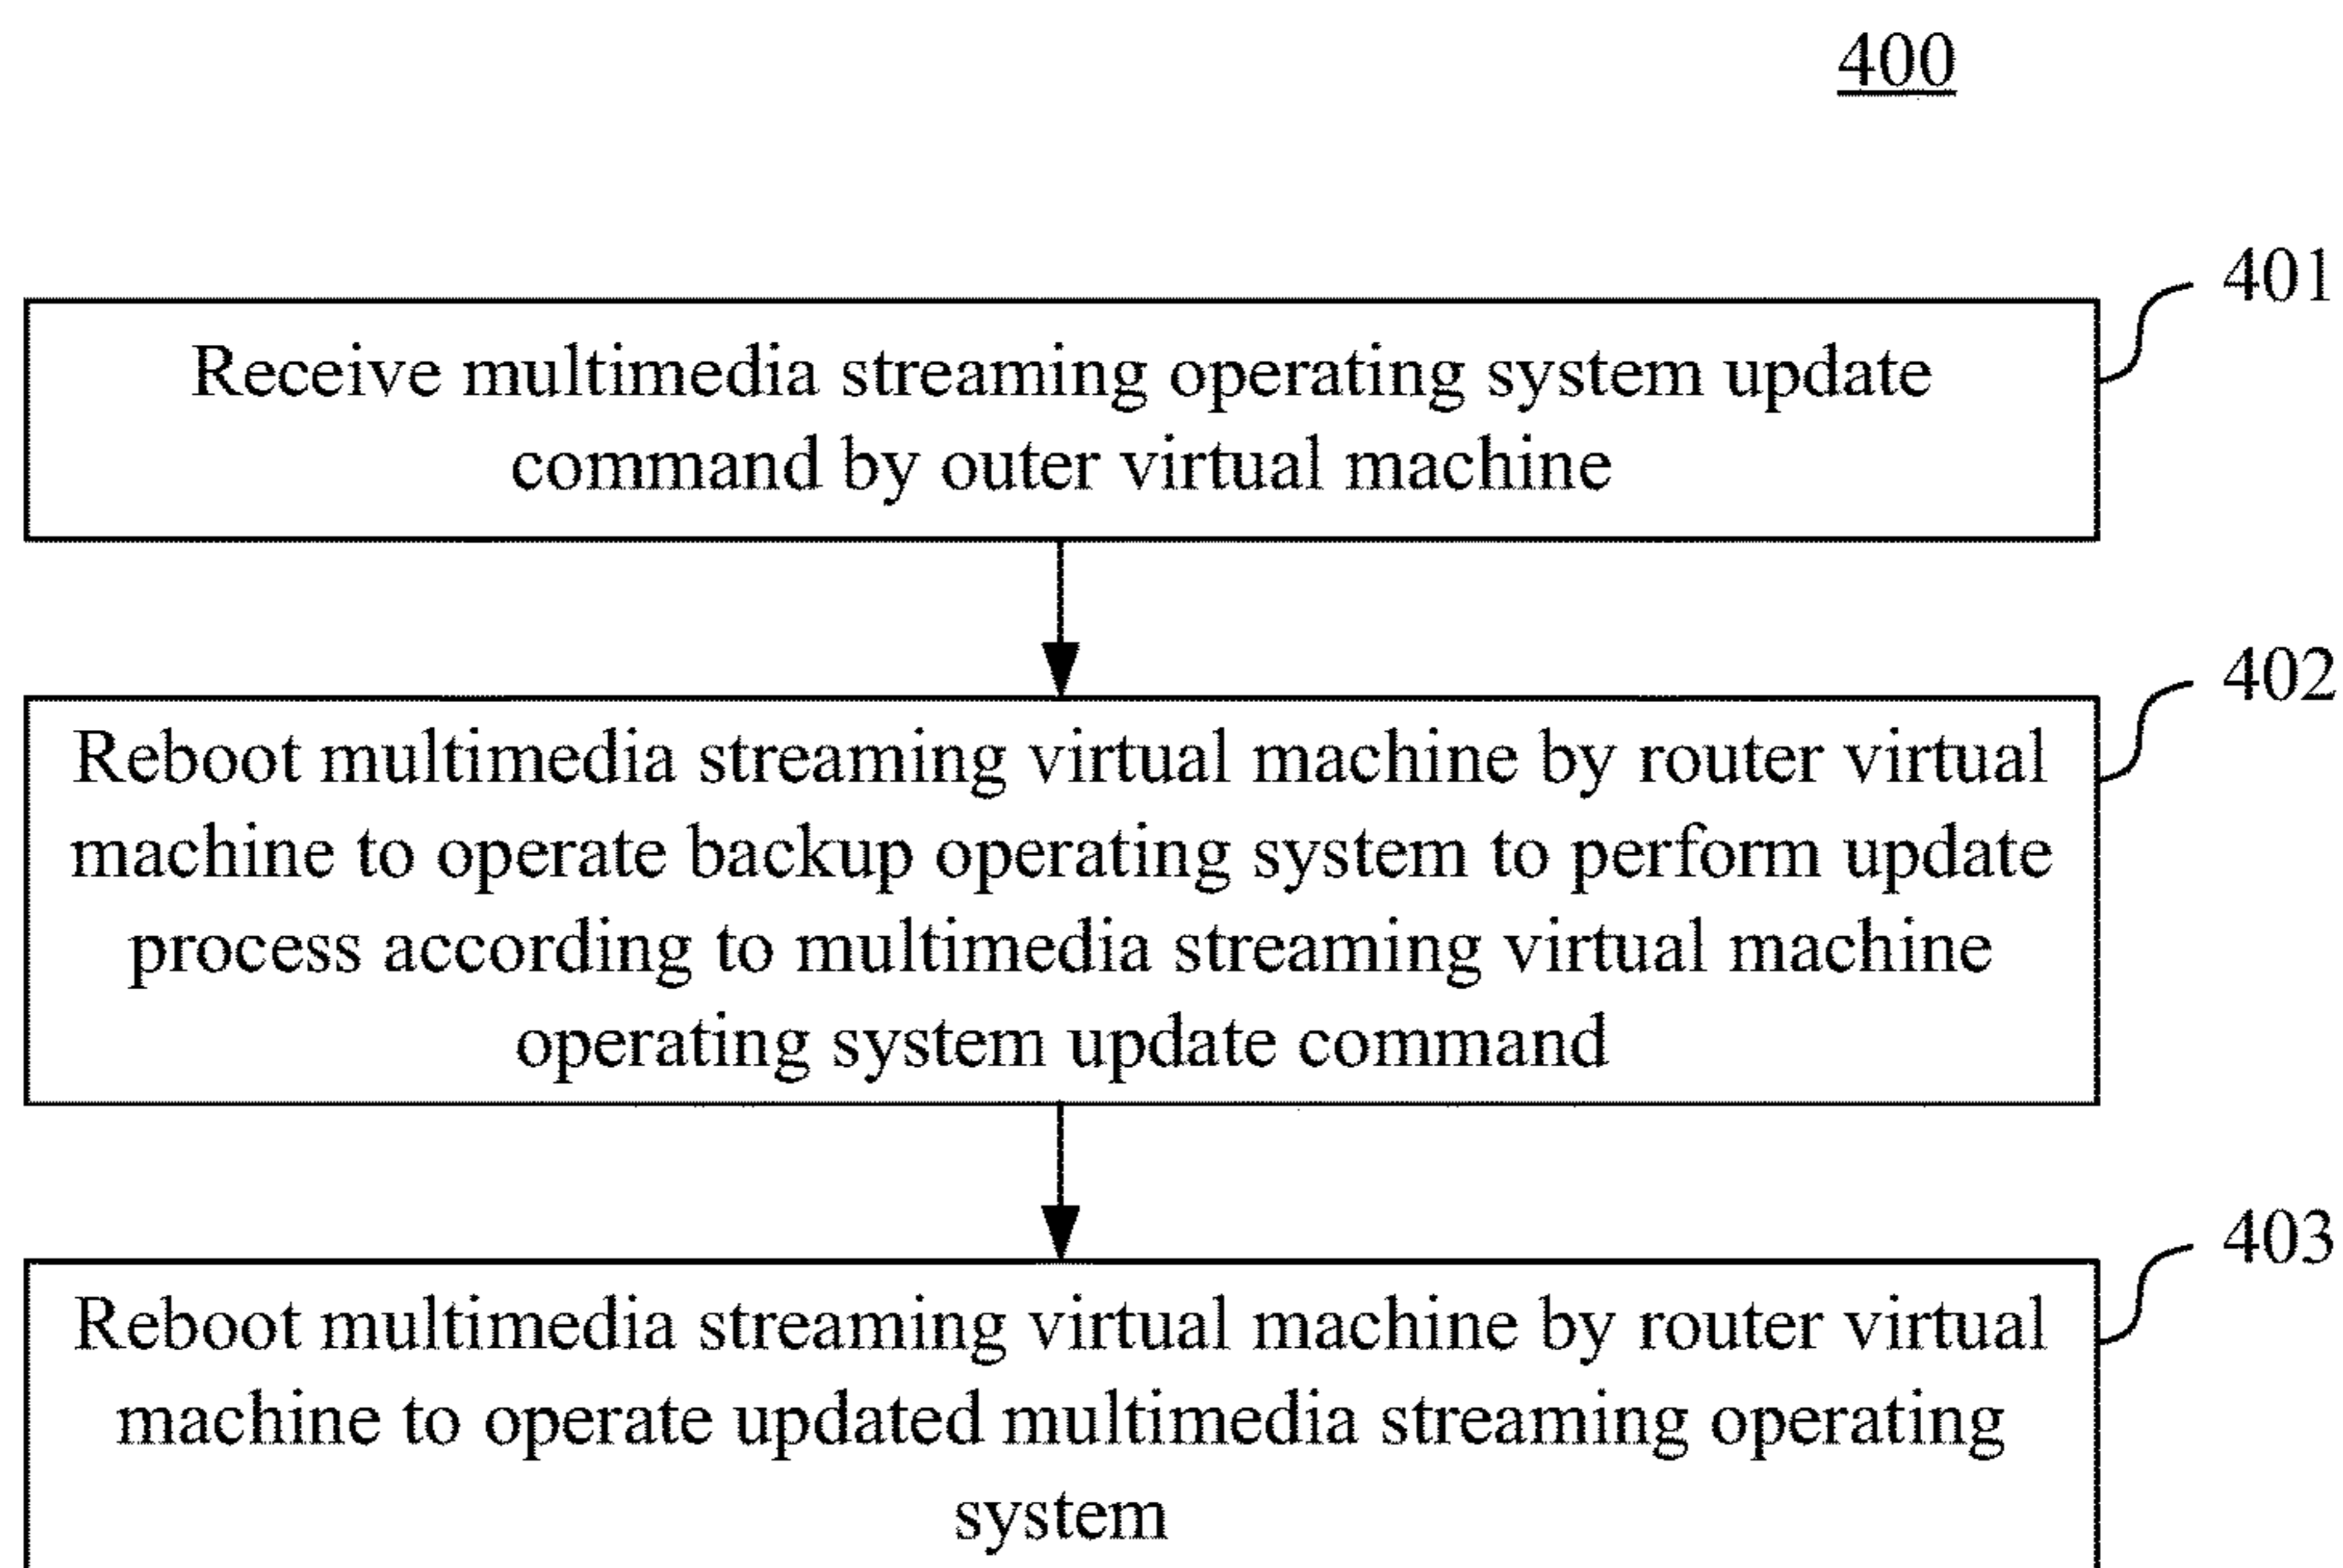 400
401
Receive multimedia streaming operating system update
command by outer virtual machine
402
Reboot multimedia streaming virtual machine by router virtual
machine to operate backup operating system to perform update
process according to multimedia streaming virtual machine
operating system update command
403
Reboot multimedia streaming virtual machine by router virtual
machine to operate updated multimedia streaming operating
system